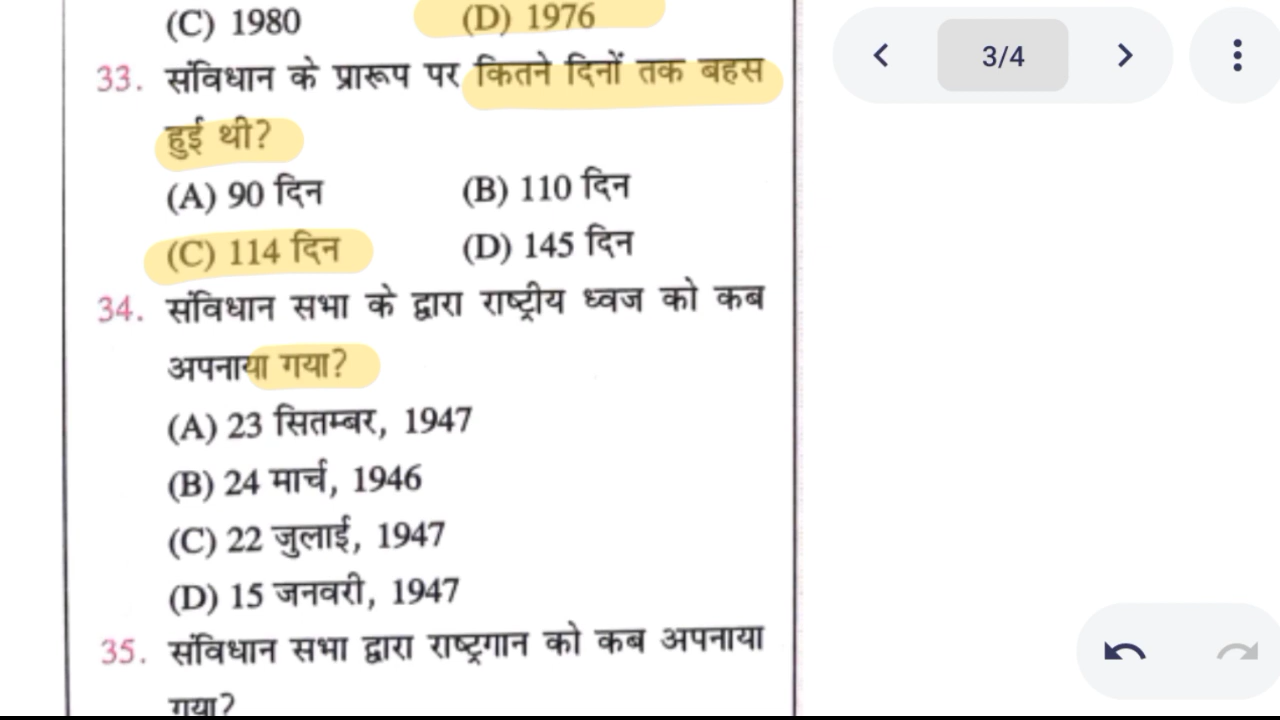 (C) 1980 (D) 1976
33. संविधान के प्रारूप पर कितने दिनों तक बहस
हुई थी?
(A) 90 दिन (B) 110 दिन
(C) 114 दिन (D) 145 दिन
34. संविधान सभा के द्वारा राष्ट्रीय ध्वज को कब
अपनाया गया?
(A) 23 सितम्बर, 1947
(B) 24 मार्च, 1946
(C) 22 जुलाई, 1947
(D) 15 जनवरी, 1947
35. संविधान सभा द्वारा राष्ट्रगान को कब अपनाया
गया?
3/4